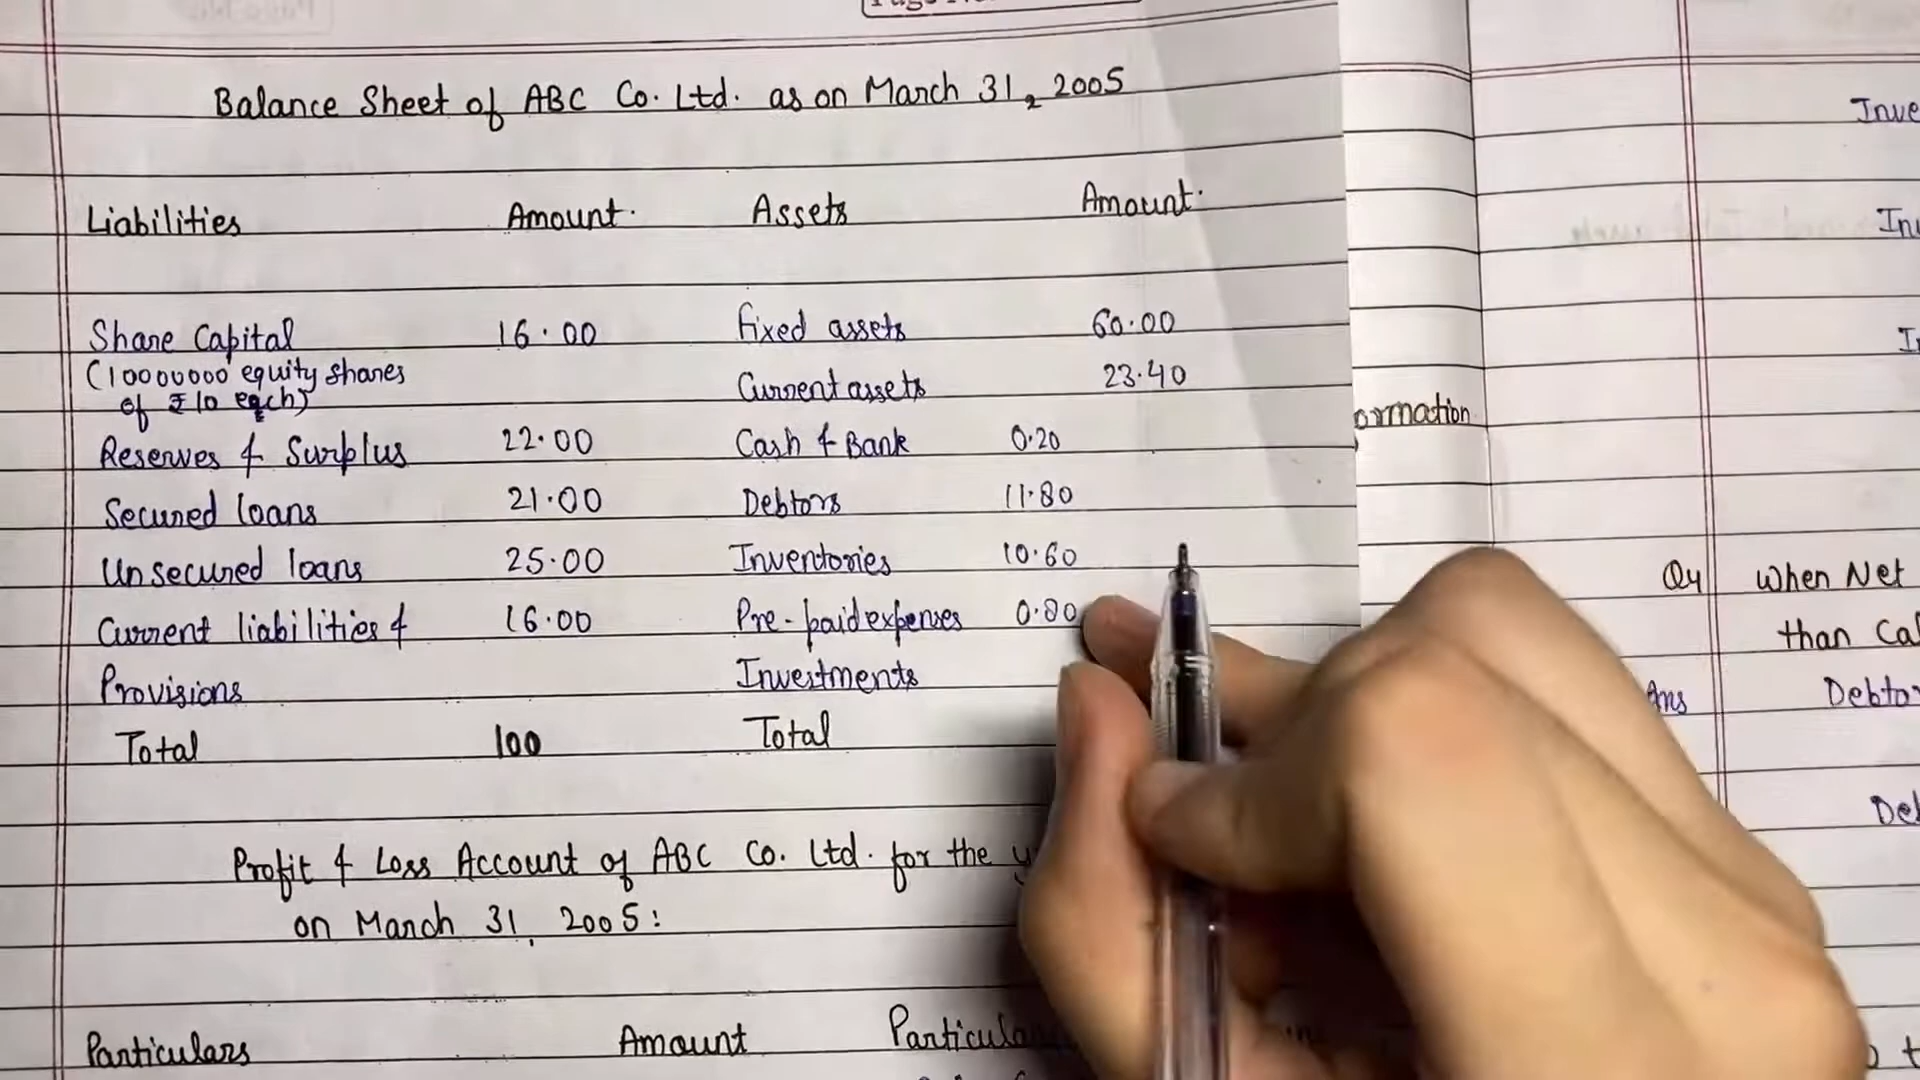 Balance Sheet of ABC Co. Ltd. as on March 31, 2005
Liabilities Amount. Assets Amount.
Share Capital 16.00 fixed assets 60.00
(10000000 equity shares of ₹10 each) Current assets 23.40
Reserves & Surplus 22.00 Cash & Bank 0.20
Secured loans 21.00 Debtors 11.80
Unsecured loans 25.00 Inventories 10.60
Current liabilities & 16.00 Pre-paid expenses 0.80
Provisions Investments
Total 100 Total
Profit & Loss Account of ABC Co. Ltd. for the
on March 31, 2005:
Particulars Amount
Q4 When Net
than
Ans